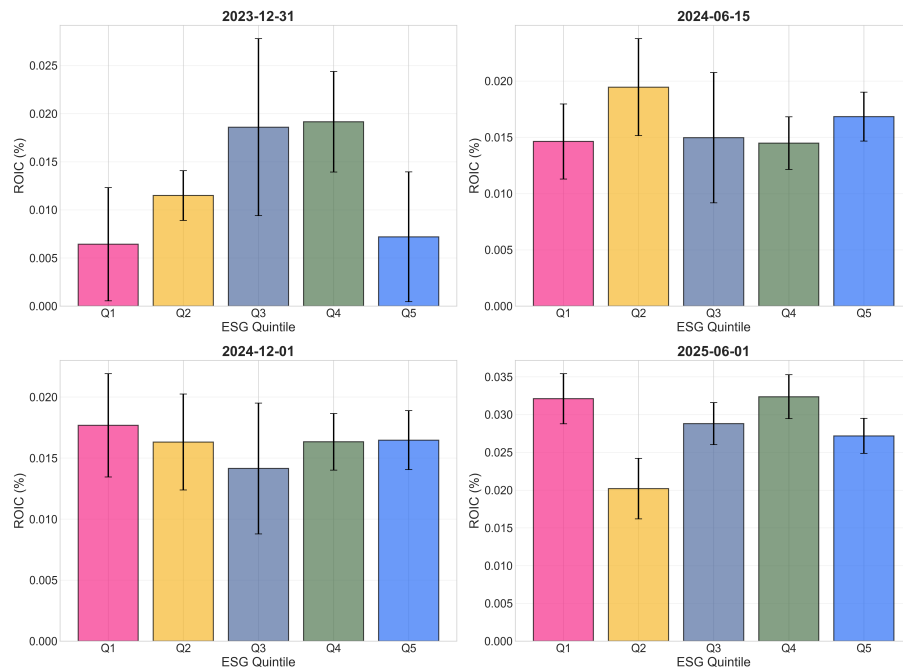 2023-12-31
ROIC (%)
0.025
0.020
0.015
0.010
0.005
0.000
Q1 Q2 Q3 Q4 Q5
ESG Quintile
2024-06-15
ROIC (%)
0.020
0.015
0.010
0.005
0.000
Q1 Q2 Q3 Q4 Q5
ESG Quintile
2024-12-01
ROIC (%)
0.020
0.015
0.010
0.005
0.000
Q1 Q2 Q3 Q4 Q5
ESG Quintile
2025-06-01
ROIC (%)
0.035
0.030
0.025
0.020
0.015
0.010
0.005
0.000
Q1 Q2 Q3 Q4 Q5
ESG Quintile